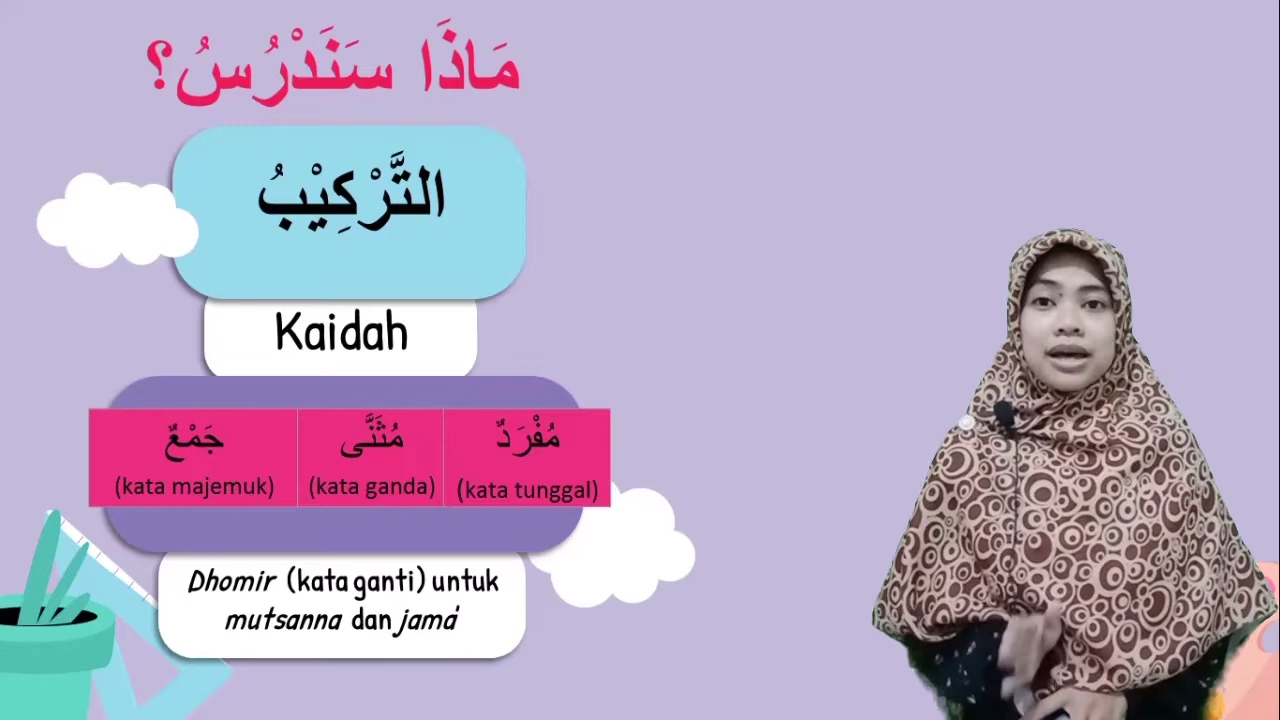 مَاذَا سَنَدْرُسُ؟
التَّرْكِيْبُ
Kaidah
مُفْرَدٌ مُثَنَّى جَمْعٌ
(kata majemuk) (kata ganda) (kata tunggal)
Dhomir (kata ganti) untuk
mutsanna dan jama'